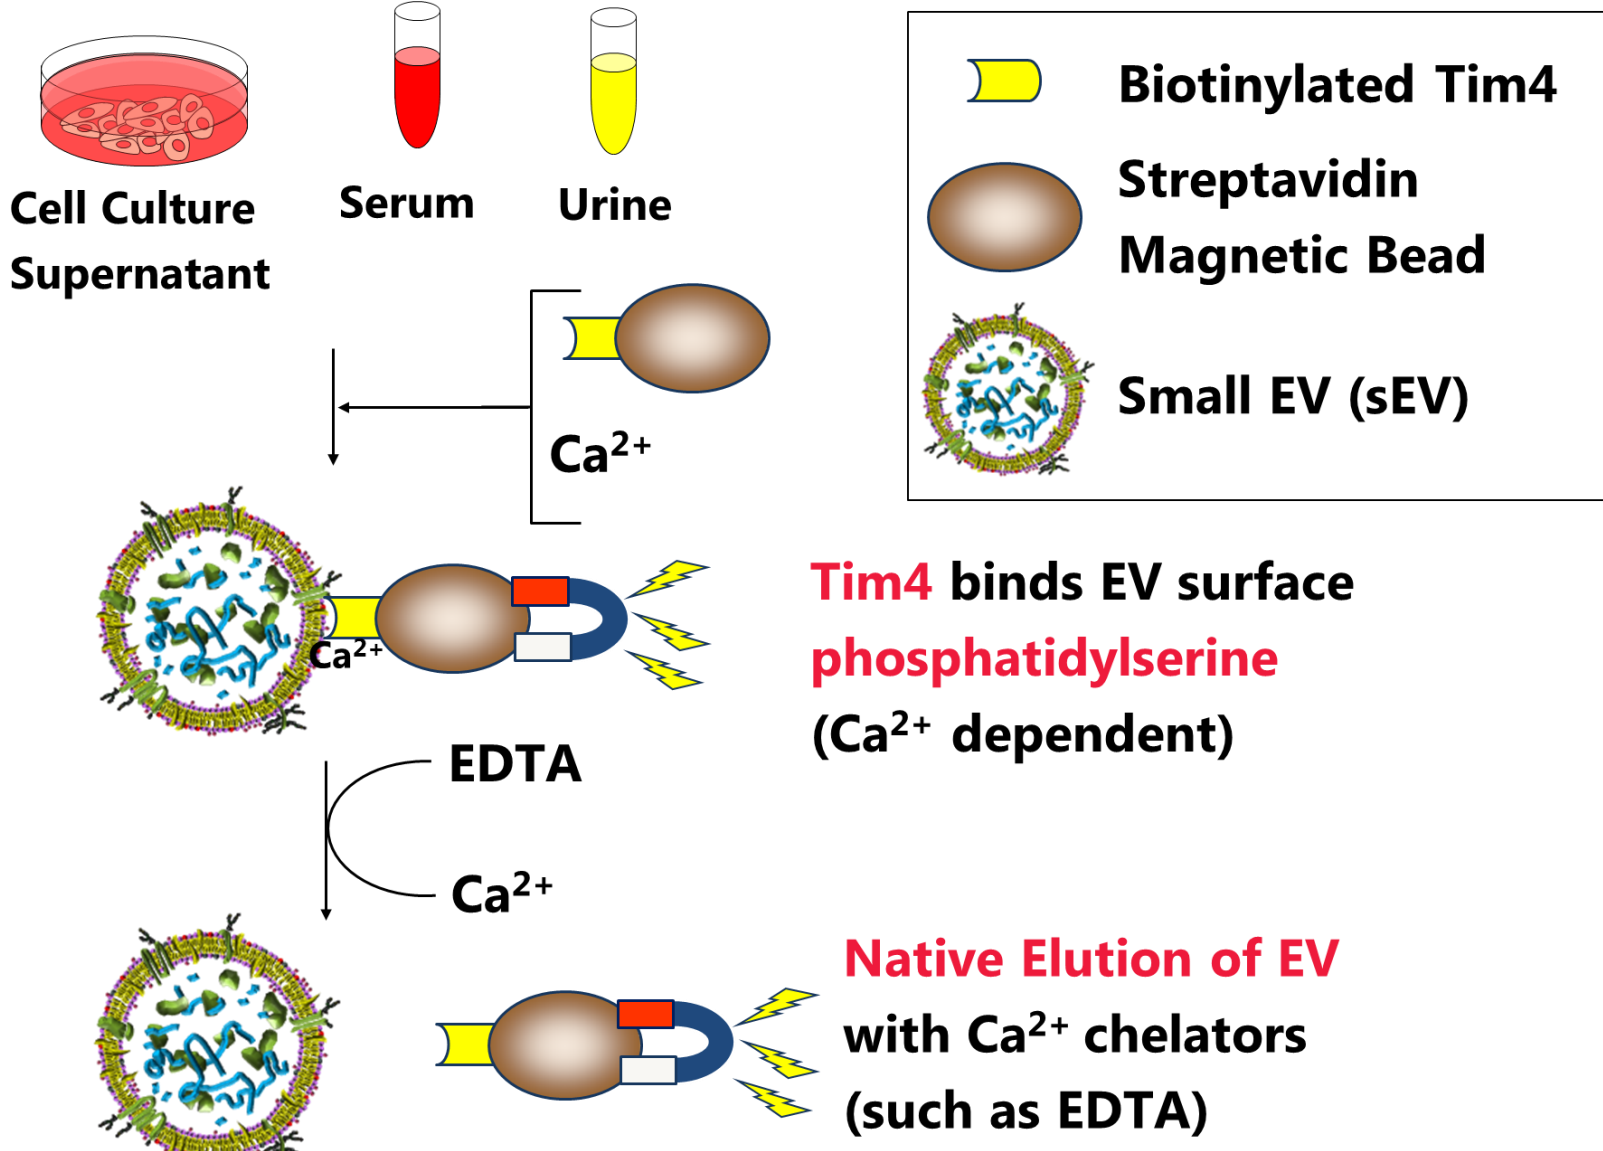 Cell Culture
Supernatant
Serum
Urine
Biotinylated Tim4
Streptavidin
Magnetic Bead
Small EV (sEV)
Ca²⁺
Ca²⁺
Tim4 binds EV surface
phosphatidylserine
(Ca²⁺ dependent)
EDTA
Ca²⁺
Native Elution of EV
with Ca²⁺ chelators
(such as EDTA)